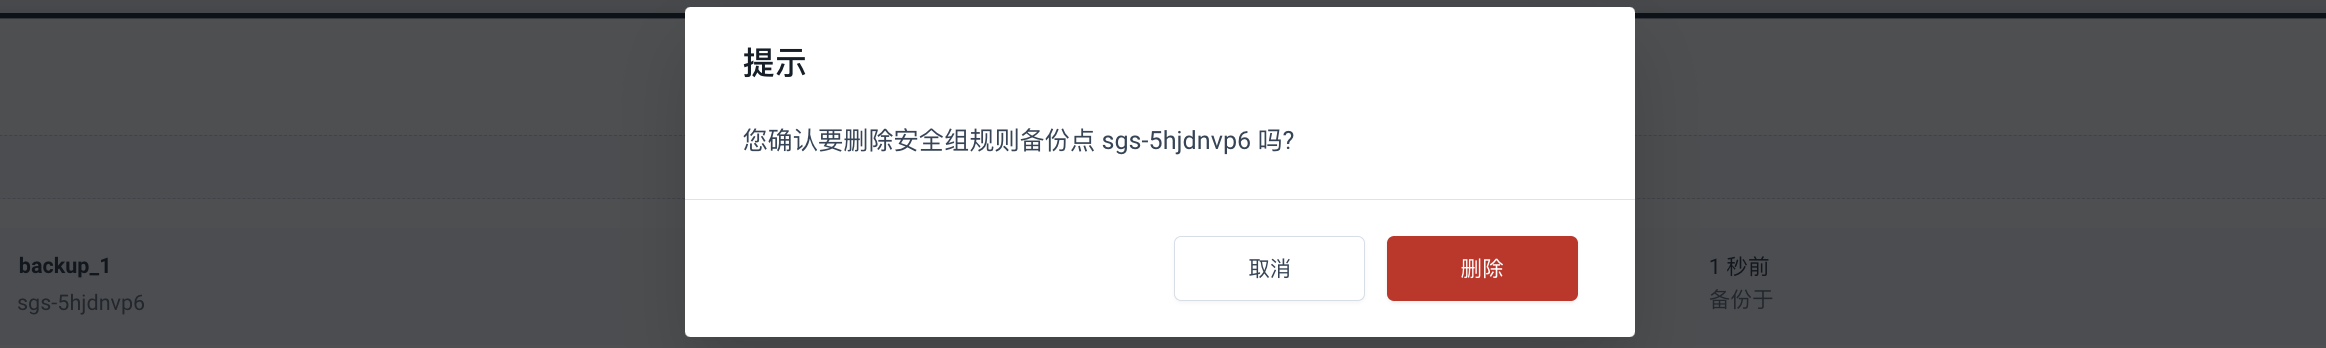 提示
您确认要删除安全组规则备份点 sgs-5hjdnvp6 吗?
取消
删除
backup_1
sgs-5hjdnvp6
1 秒前
备份于